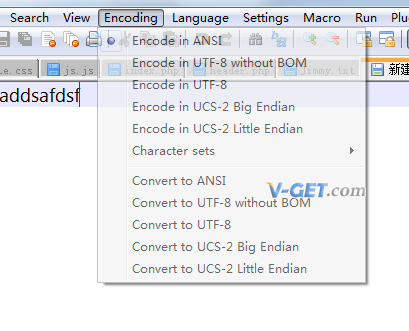 Search View Encoding Language Settings Macro Run
e.css js.js index.php header.php jimmy.txt 新建
addsafdsf
Encode in ANSI
Encode in UTF-8 without BOM
Encode in UTF-8
Encode in UCS-2 Big Endian
Encode in UCS-2 Little Endian
Character sets
Convert to ANSI
V-GET.com
Convert to UTF-8 without BOM
Convert to UTF-8
Convert to UCS-2 Big Endian
Convert to UCS-2 Little Endian